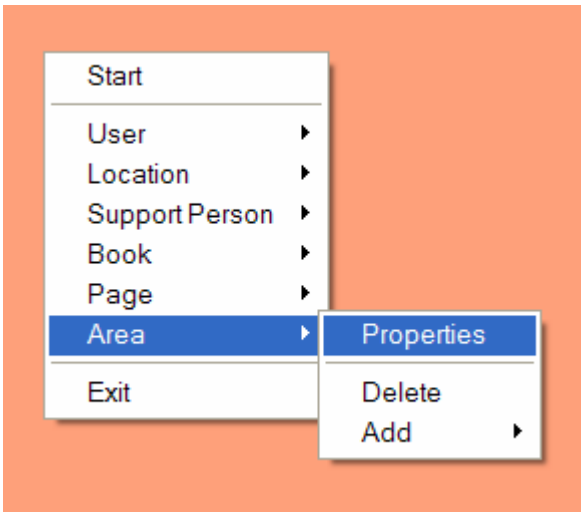 Start
User
Location
Support Person
Book
Page
Area
Properties
Exit
Delete
Add